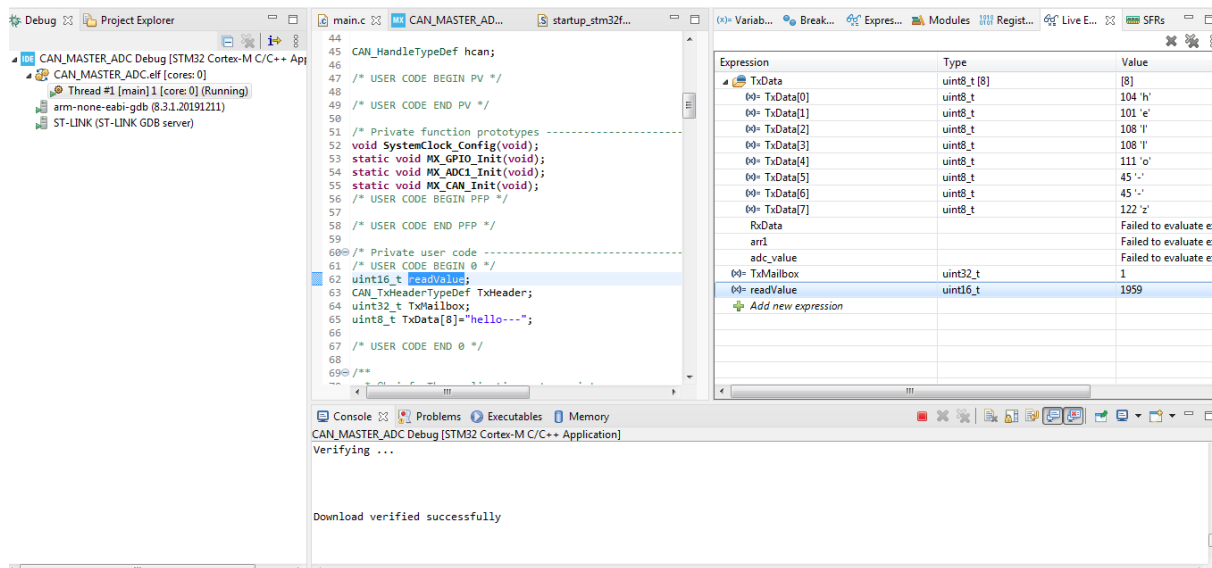 Debug Project Explorer
IDE CAN_MASTER_ADC Debug [STM32 Cortex-M C/C++ App
CAN_MASTER_ADC.elf [cores: 0]
Thread #1 [main] 1 [core: 0] (Running)
arm-none-eabi-gdb (8.3.1.20191211)
ST-LINK (ST-LINK GDB server)
main.c MX CAN_MASTER_AD... startup_stm32f...
44
45 CAN_HandleTypeDef hcan;
46
47 /* USER CODE BEGIN PV */
48
49 /* USER CODE END PV */
50
51 /* Private function prototypes -----------------------
52 void SystemClock_Config(void);
53 static void MX_GPIO_Init(void);
54 static void MX_ADC1_Init(void);
55 static void MX_CAN_Init(void);
56 /* USER CODE BEGIN PFP */
57
58 /* USER CODE END PFP */
59
60 /* Private user code ---------------------------------
61 /* USER CODE BEGIN 0 */
62 uint16_t readValue;
63 CAN_TxHeaderTypeDef TxHeader;
64 uint32_t TxMailbox;
65 uint8_t TxData[8]="hello---";
66
67 /* USER CODE END 0 */
68
69 /**
(x)= Variab... Break... Expres... Modules Regist... Live E... SFRs
Expression Type Value
TxData uint8_t [8] [8]
(x)= TxData[0] uint8_t 104 'h'
(x)= TxData[1] uint8_t 101 'e'
(x)= TxData[2] uint8_t 108 'l'
(x)= TxData[3] uint8_t 108 'l'
(x)= TxData[4] uint8_t 111 'o'
(x)= TxData[5] uint8_t 45 '-'
(x)= TxData[6] uint8_t 45 '-'
(x)= TxData[7] uint8_t 122 'z'
RxData Failed to evaluate e
arr1 Failed to evaluate e
adc_value Failed to evaluate e
(x)= TxMailbox uint32_t 1
(x)= readValue uint16_t 1959
Add new expression
Console Problems Executables Memory
CAN_MASTER_ADC Debug [STM32 Cortex-M C/C++ Application]
Verifying ...
Download verified successfully